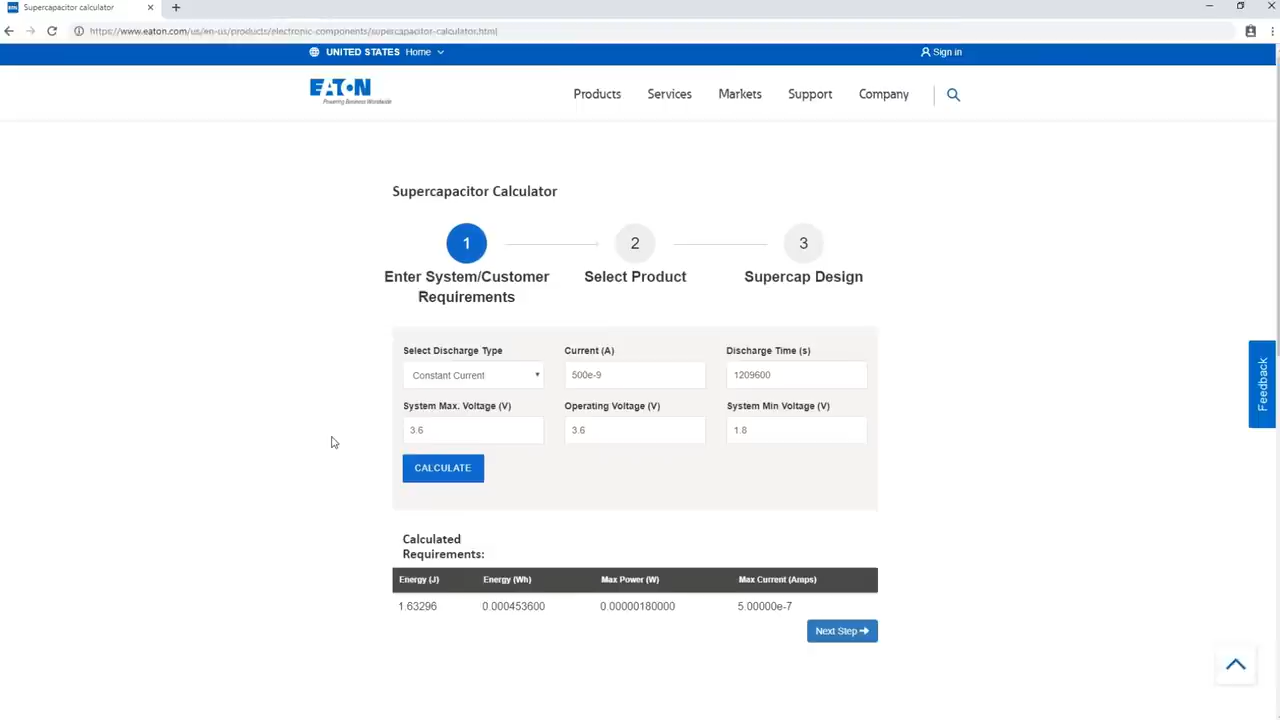 Supercapacitor calculator
https://www.eaton.com/us/en-us/products/electronic-components/supercapacitor-calculator.html
UNITED STATES Home
Sign in
EATON
Powering Business Worldwide
Products Services Markets Support Company
Supercapacitor Calculator
1 2 3
Enter System/Customer Requirements
Select Product
Supercap Design
Select Discharge Type Current (A) Discharge Time (s)
Constant Current 500e-9 1209600
System Max. Voltage (V) Operating Voltage (V) System Min Voltage (V)
3.6 3.6 1.8
CALCULATE
Calculated
Requirements:
Energy (J) Energy (Wh) Max Power (W) Max Current (Amps)
1.63296 0.000453600 0.00000180000 5.00000e-7
Next Step
Feedback